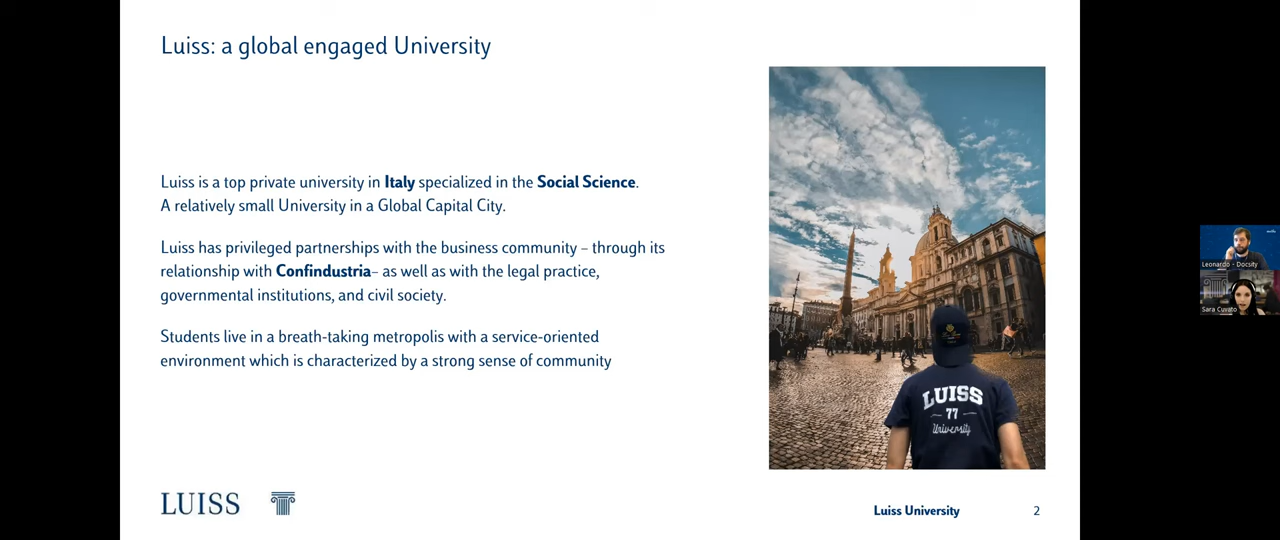 Luiss: a global engaged University
Luiss is a top private university in Italy specialized in the Social Science.
A relatively small University in a Global Capital City.
Luiss has privileged partnerships with the business community – through its
relationship with Confindustria– as well as with the legal practice,
governmental institutions, and civil society.
Students live in a breath-taking metropolis with a service-oriented
environment which is characterized by a strong sense of community
LUISS
77
University
Leonardo - Docsity
Sara Cuvato
LUISS
Luiss University
2